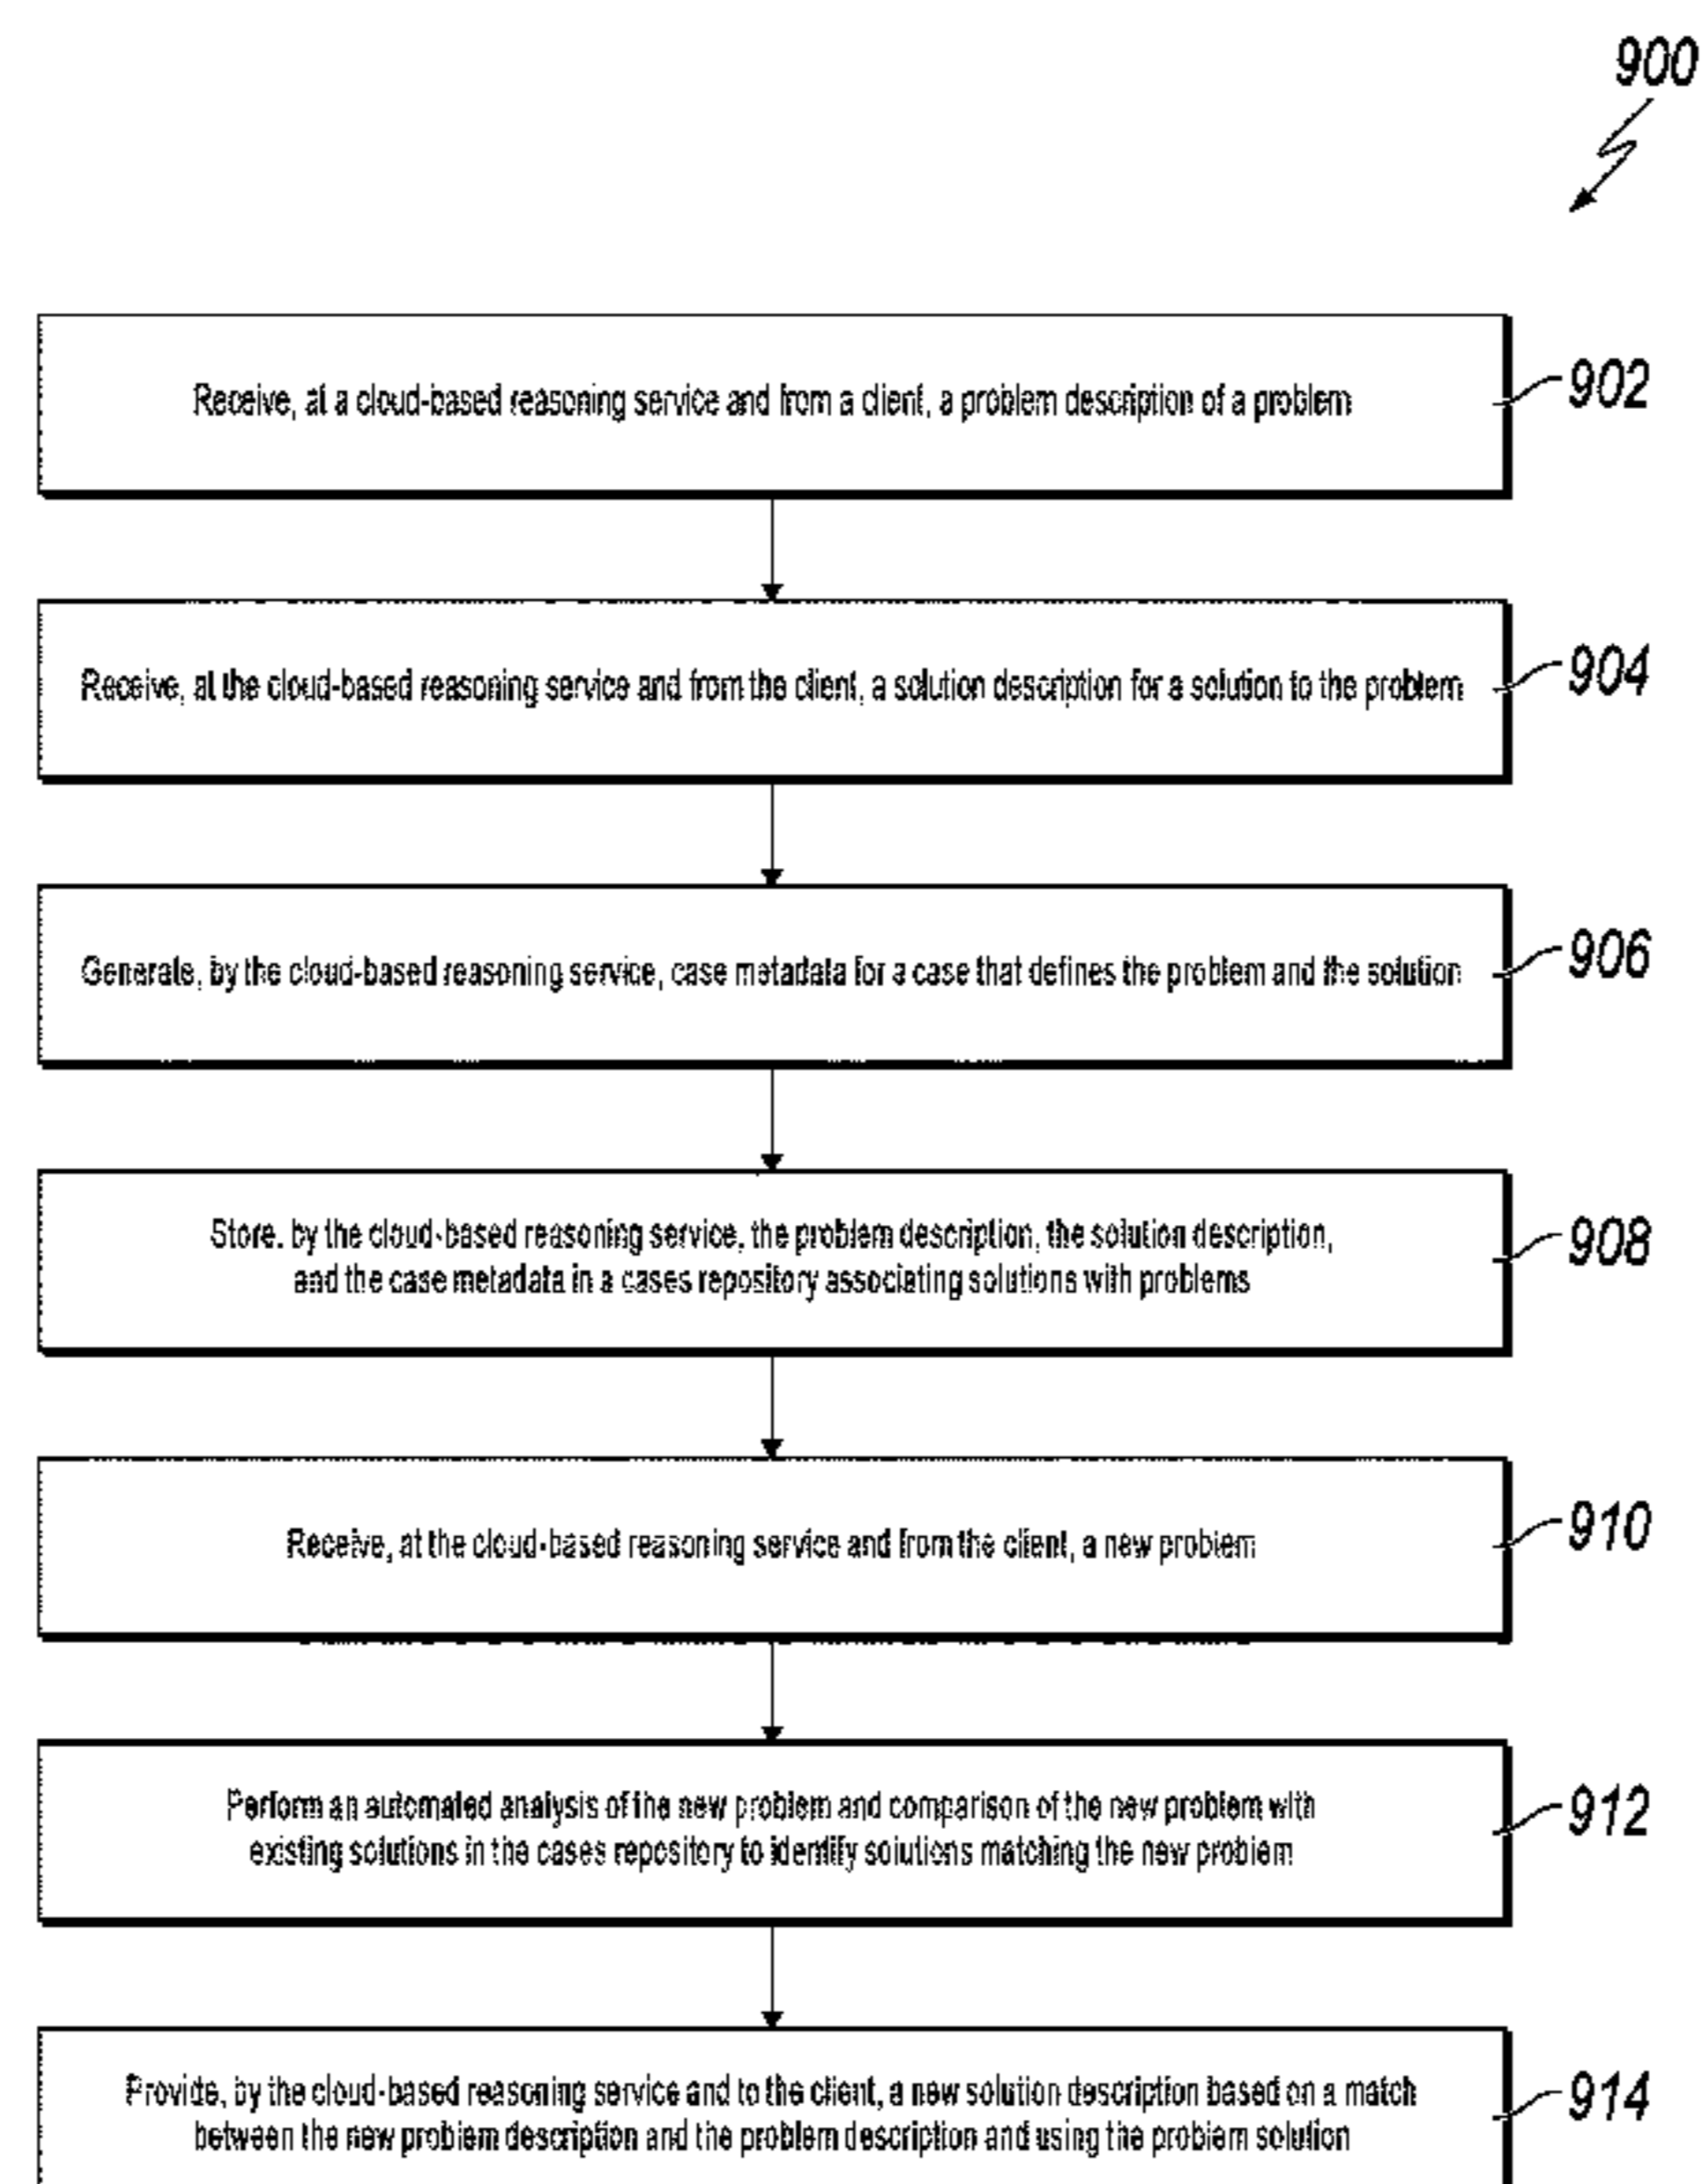 900
Receive, at a cloud-based reasoning service and from a client, a problem description of a problem
902
Receive, at the cloud-based reasoning service and from the client, a solution description for a solution to the problem
904
Generate, by the cloud-based reasoning service, case metadata for a case that defines the problem and the solution
906
Store, by the cloud-based reasoning service, the problem description, the solution description,
and the case metadata in a cases repository associating solutions with problems
908
Receive, at the cloud-based reasoning service and from the client, a new problem
910
Perform an automated analysis of the new problem and comparison of the new problem with
existing solutions in the cases repository to identify solutions matching the new problem
912
Provide, by the cloud-based reasoning service and to the client, a new solution description based on a match
between the new problem description and the problem description and using the problem solution
914